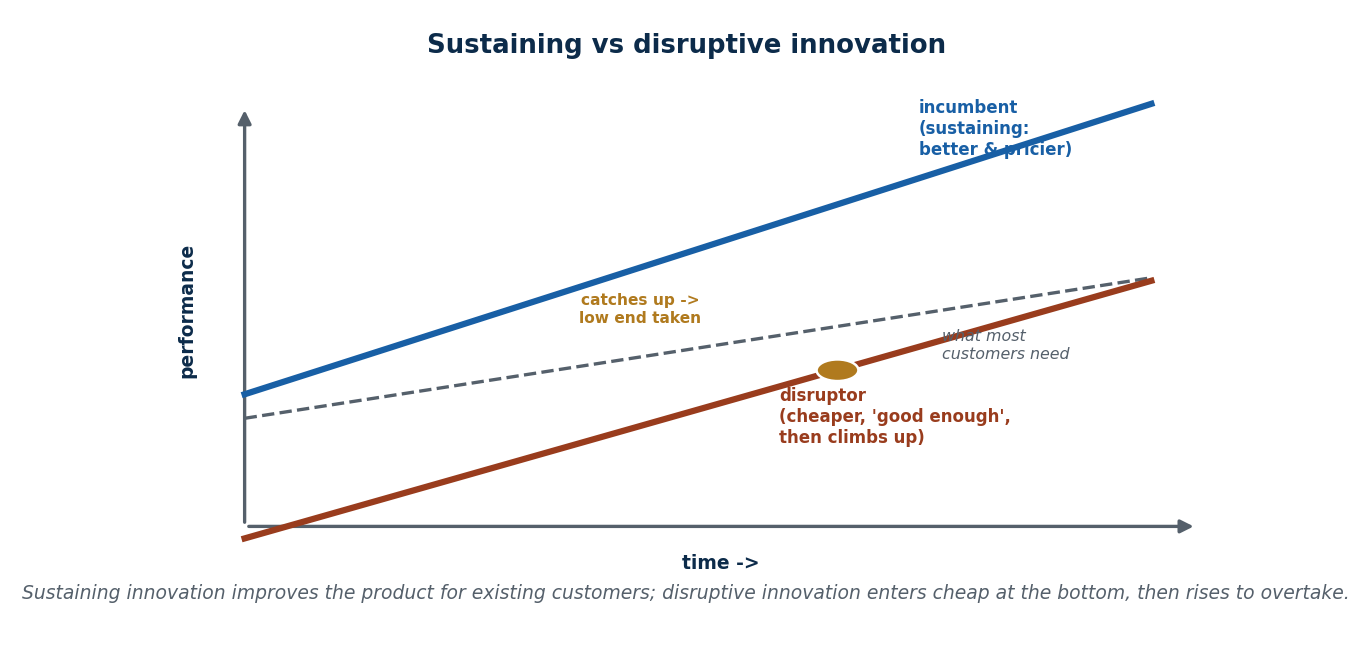 Sustaining vs disruptive innovation
incumbent
(sustaining:
better & pricier)
performance
catches up ->
low end taken
what most
customers need
disruptor
(cheaper, 'good enough',
then climbs up)
time ->
Sustaining innovation improves the product for existing customers; disruptive innovation enters cheap at the bottom, then rises to overtake.